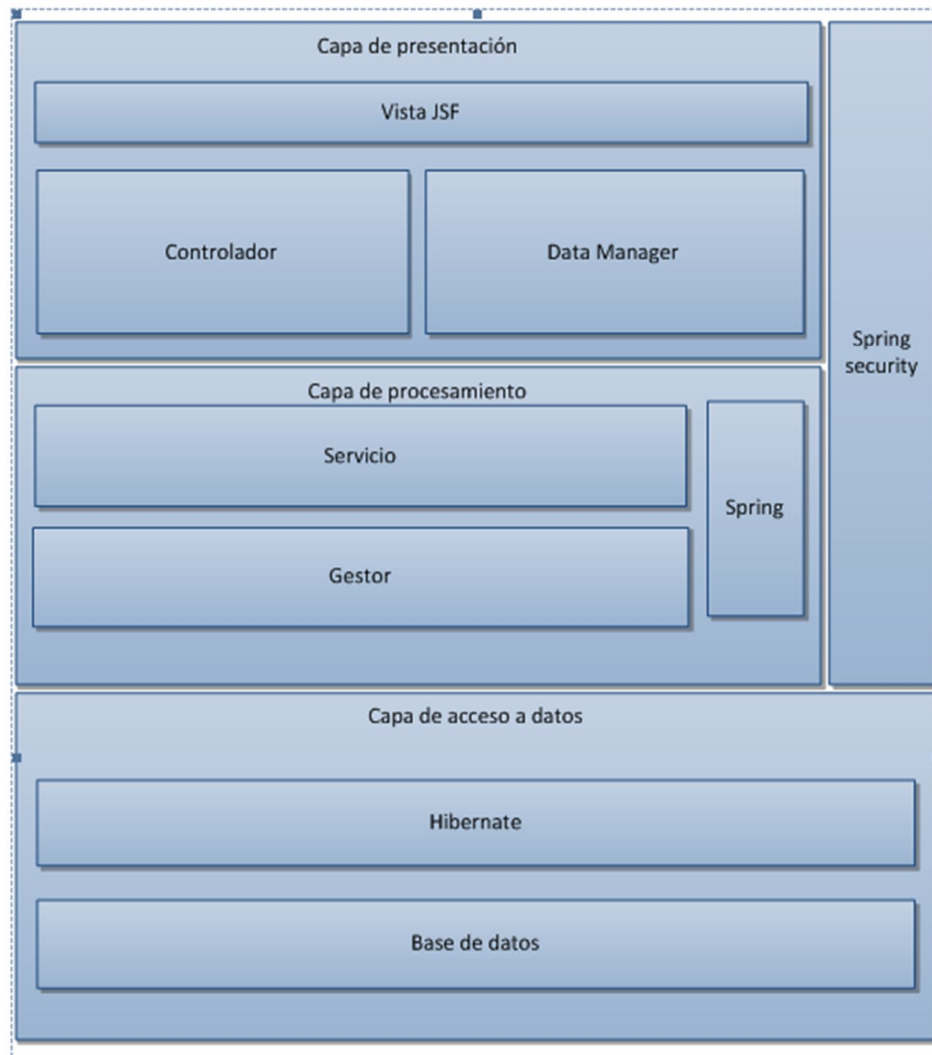 Capa de presentación
Vista JSF
Controlador
Data Manager
Spring
security
Capa de procesamiento
Servicio
Spring
Gestor
Capa de acceso a datos
Hibernate
Base de datos